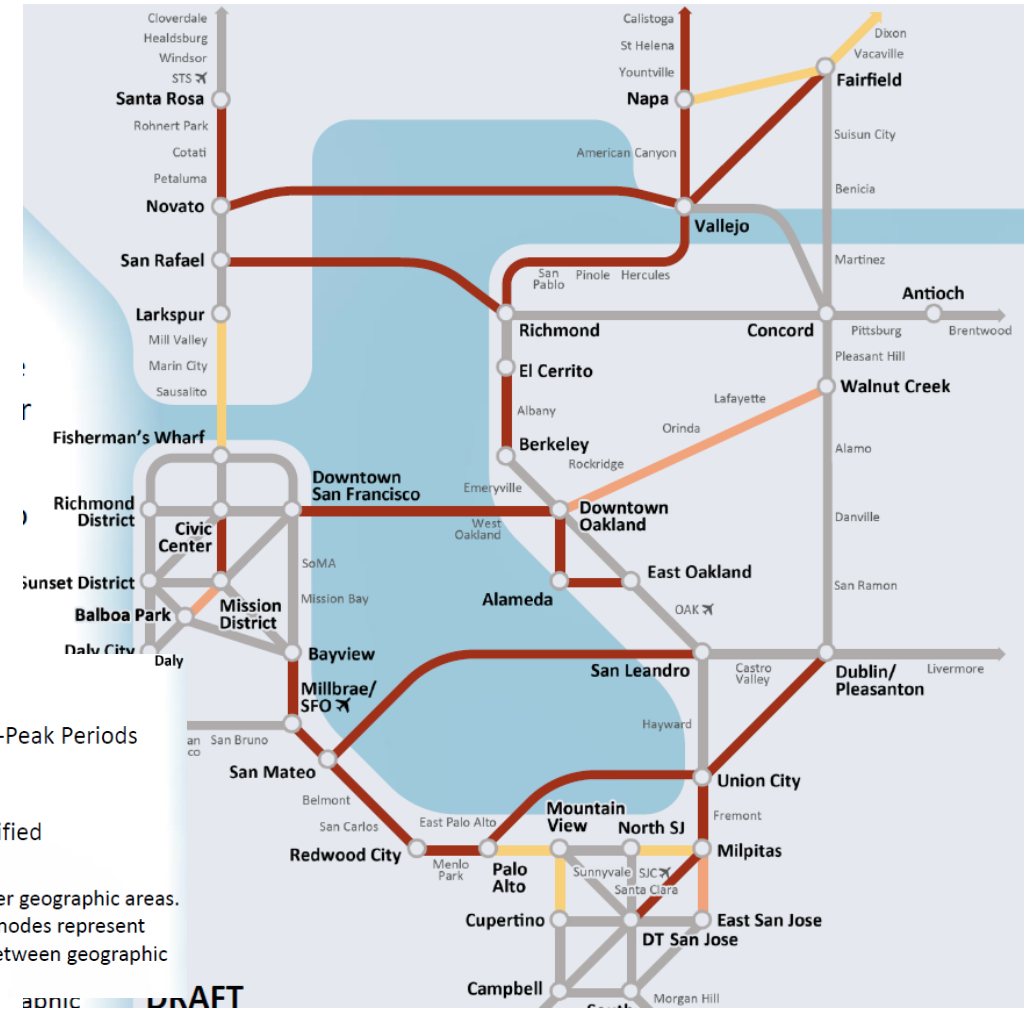 Cloverdale
Healdsburg
Windsor
STS
Santa Rosa
Rohnert Park
Cotati
Petaluma
Novato
San Rafael
Larkspur
Mill Valley
Marin City
Sausalito
Fisherman's Wharf
Calistoga
St Helena
Yountville
Napa
American Canyon
Dixon
Vacaville
Fairfield
Suisun City
Benicia
Vallejo
San
Pablo
Pinole
Hercules
Martinez
Antioch
Richmond
Concord
Pittsburg
Brentwood
Pleasant Hill
El Cerrito
Walnut Creek
Lafayette
Albany
Orinda
Berkeley
Rockridge
Alamo
Emeryville
Downtown
San Francisco
Richmond
District
Civic
Center
West
Oakland
Downtown
Oakland
Danville
SoMA
Sunset District
Mission Bay
East Oakland
San Ramon
Alameda
OAK
Balboa Park
Mission
District
Daly City
Daly
Bayview
San Leandro
Castro
Valley
Dublin/
Pleasanton
Livermore
Millbrae/
SFO
Hayward
-Peak Periods
San Bruno
San Mateo
Union City
Belmont
San Carlos
East Palo Alto
Mountain
View
North SJ
Fremont
ified
Redwood City
Menlo
Park
Palo
Alto
Sunnyvale
SJC
Santa Clara
Milpitas
er geographic areas.
nodes represent
etween geographic
Cupertino
East San Jose
DT San Jose
Campbell
South
Morgan Hill
aphic
DRAFT